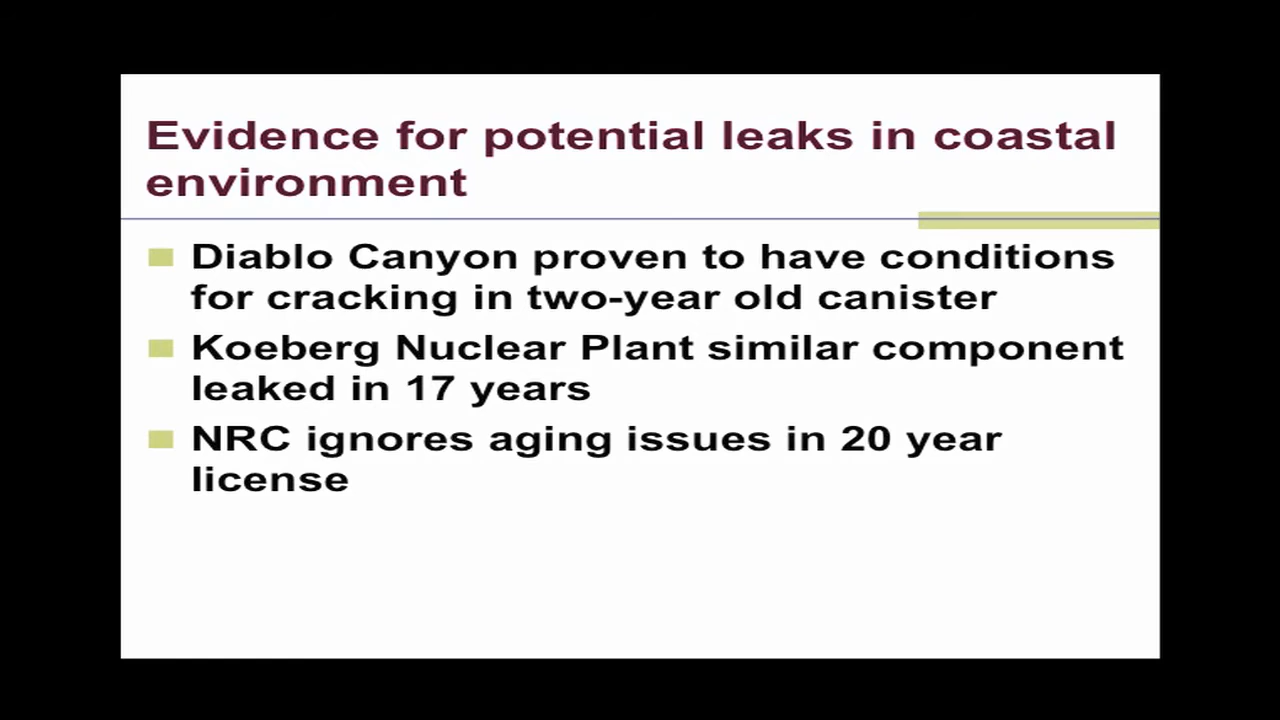 Evidence for potential leaks in coastal
environment
Diablo Canyon proven to have conditions
for cracking in two-year old canister
Koeberg Nuclear Plant similar component
leaked in 17 years
NRC ignores aging issues in 20 year
license